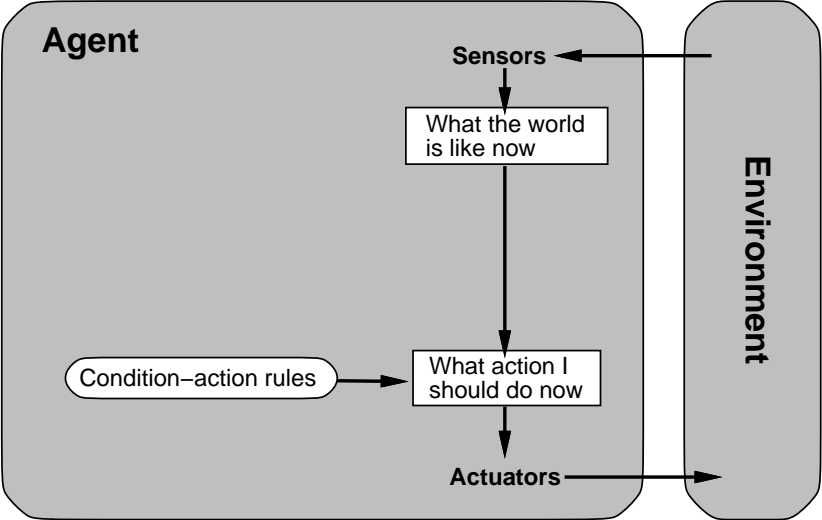 Agent
Sensors
What the world
is like now
Environment
Condition−action rules
What action I
should do now
Actuators